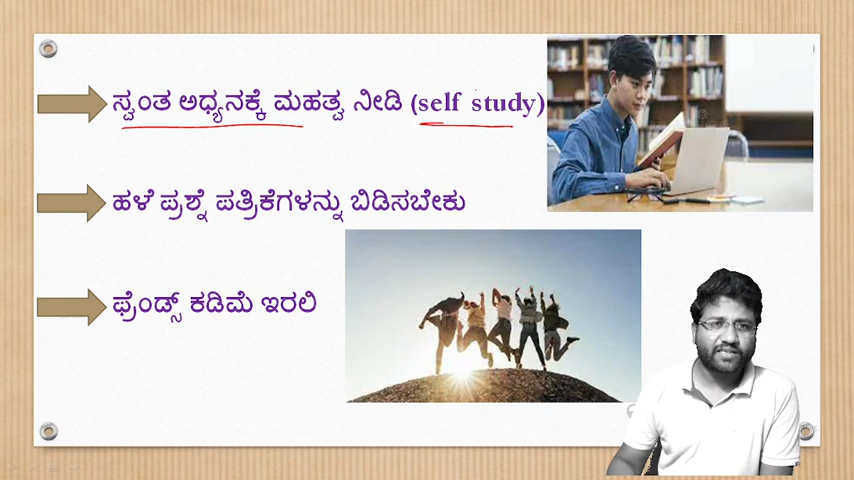 ಸ್ವಂತ ಅಧ್ಯನಕ್ಕೆ ಮಹತ್ವ ನೀಡಿ (self study)
ಹಳೆ ಪ್ರಶ್ನೆ ಪತ್ರಿಕೆಗಳನ್ನು ಬಿಡಿಸಬೇಕು
ಫ್ರೆಂಡ್ಸ್ ಕಡಿಮೆ ಇರಲಿ